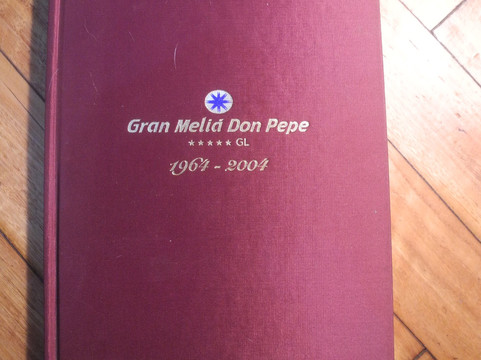 Gran Meliá Don Pepe
★★★★★ GL
1964 - 2004